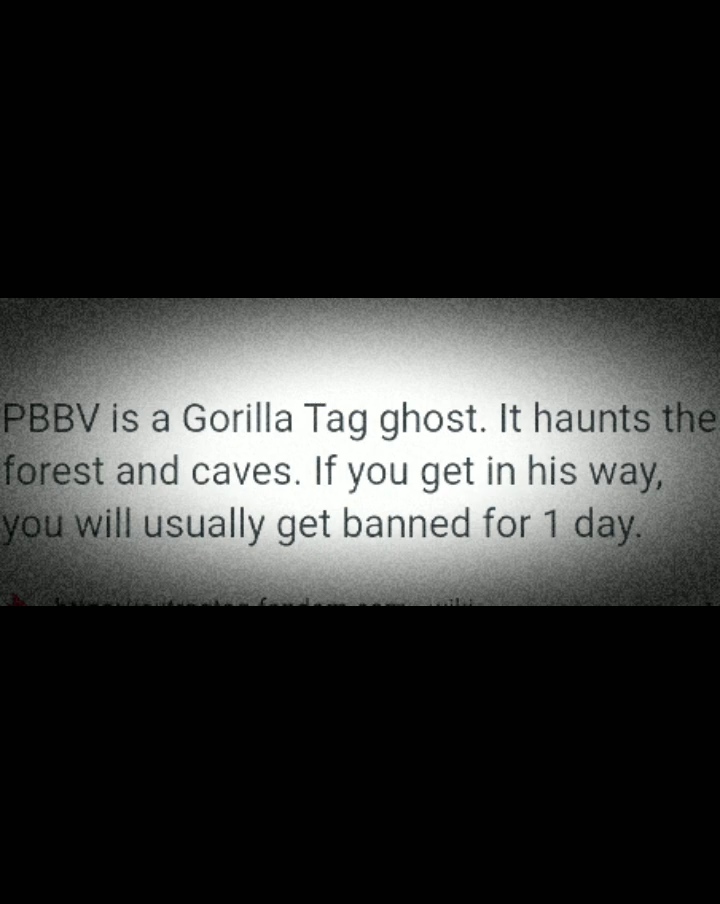 PBBV is a Gorilla Tag ghost. It haunts the
forest and caves. If you get in his way,
you will usually get banned for 1 day.